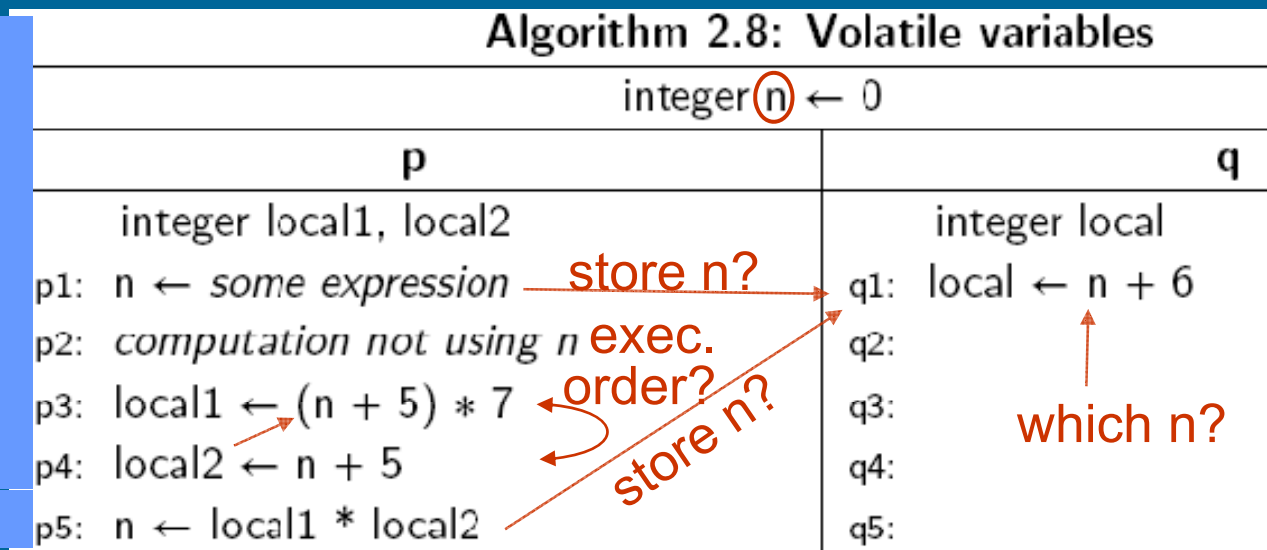 Algorithm 2.8: Volatile variables
integer n ← 0
p q
integer local1, local2 integer local
p1: n ← some expression store n? q1: local ← n + 6
p2: computation not using n exec. q2:
order?
p3: local1 ← (n + 5) * 7 q3:
store n? which n?
p4: local2 ← n + 5 q4:
p5: n ← local1 * local2 q5: